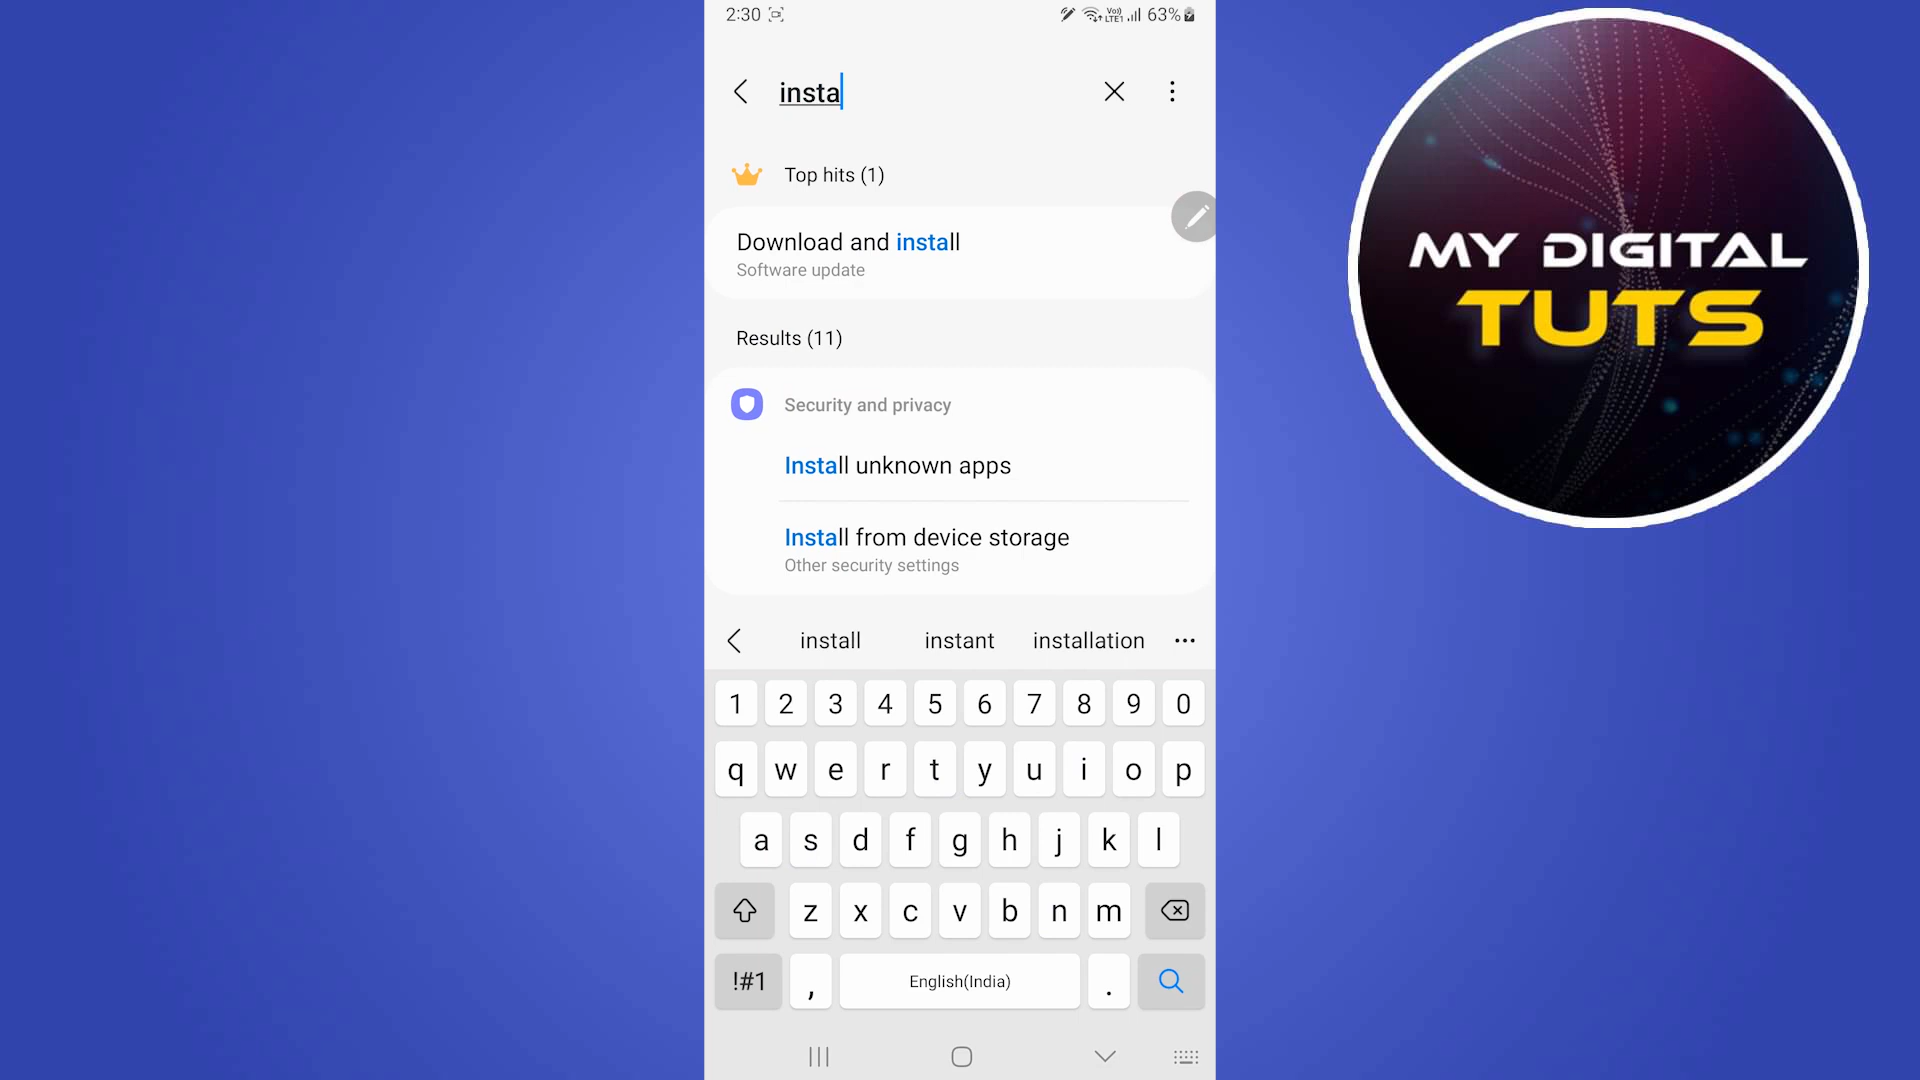 2:30
Vo)) LTE1 63%
insta
Top hits (1)
Download and install
Software update
Results (11)
Security and privacy
Install unknown apps
Install from device storage
Other security settings
install instant installation
1 2 3 4 5 6 7 8 9 0
q w e r t y u i o p
a s d f g h j k l
z x c v b n m
!#1 , English(India) .
MY DIGITAL
TUTS